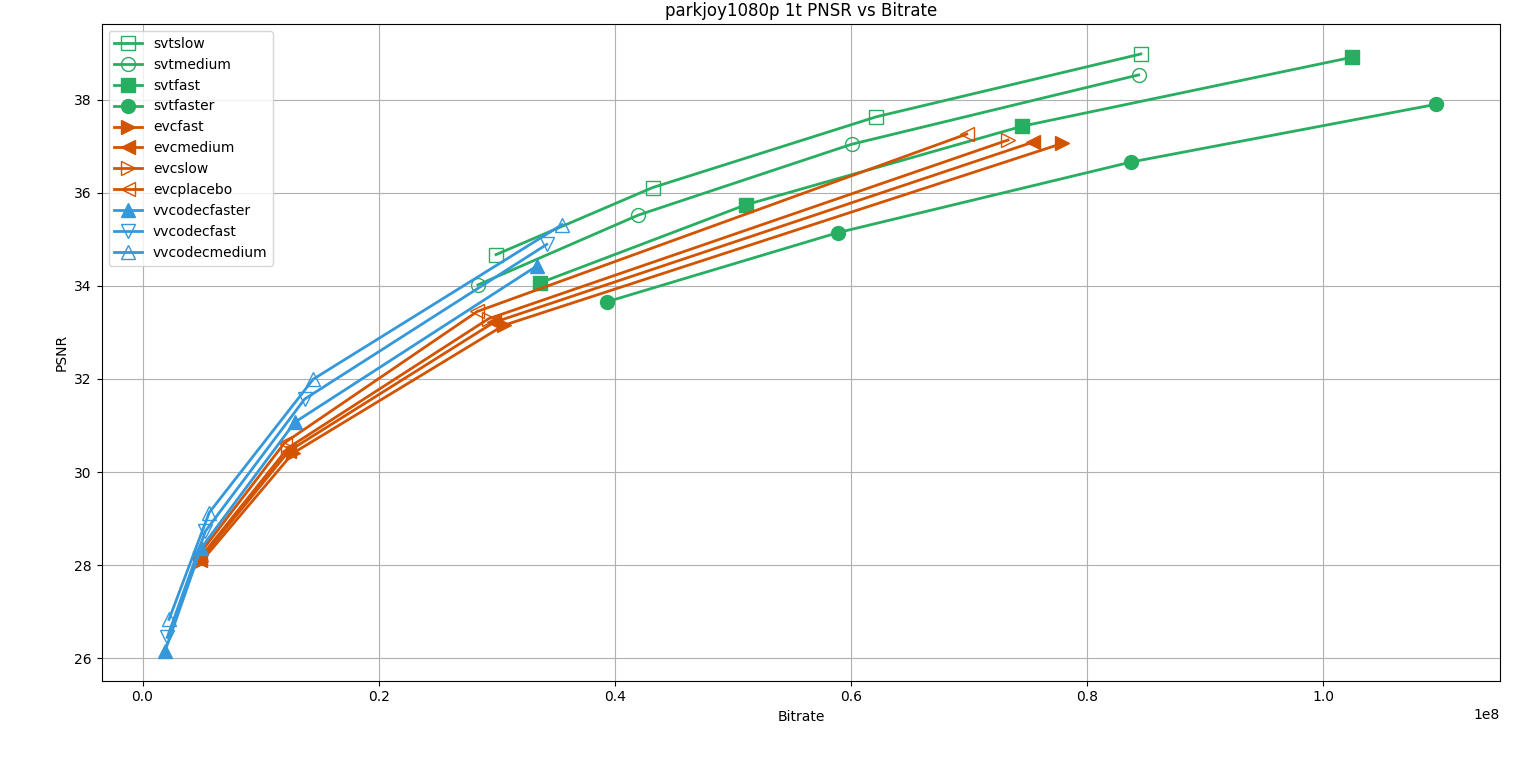 parkjoy1080p 1t PNSR vs Bitrate
svtslow
svtmedium
svtfast
svtfaster
evcfast
evcmedium
evcslow
evcplacebo
vvcodecfaster
vvcodecfast
vvcodecmedium
38
36
34
32
30
28
26
PSNR
0.0 0.2 0.4 0.6 0.8 1.0
1e8
Bitrate